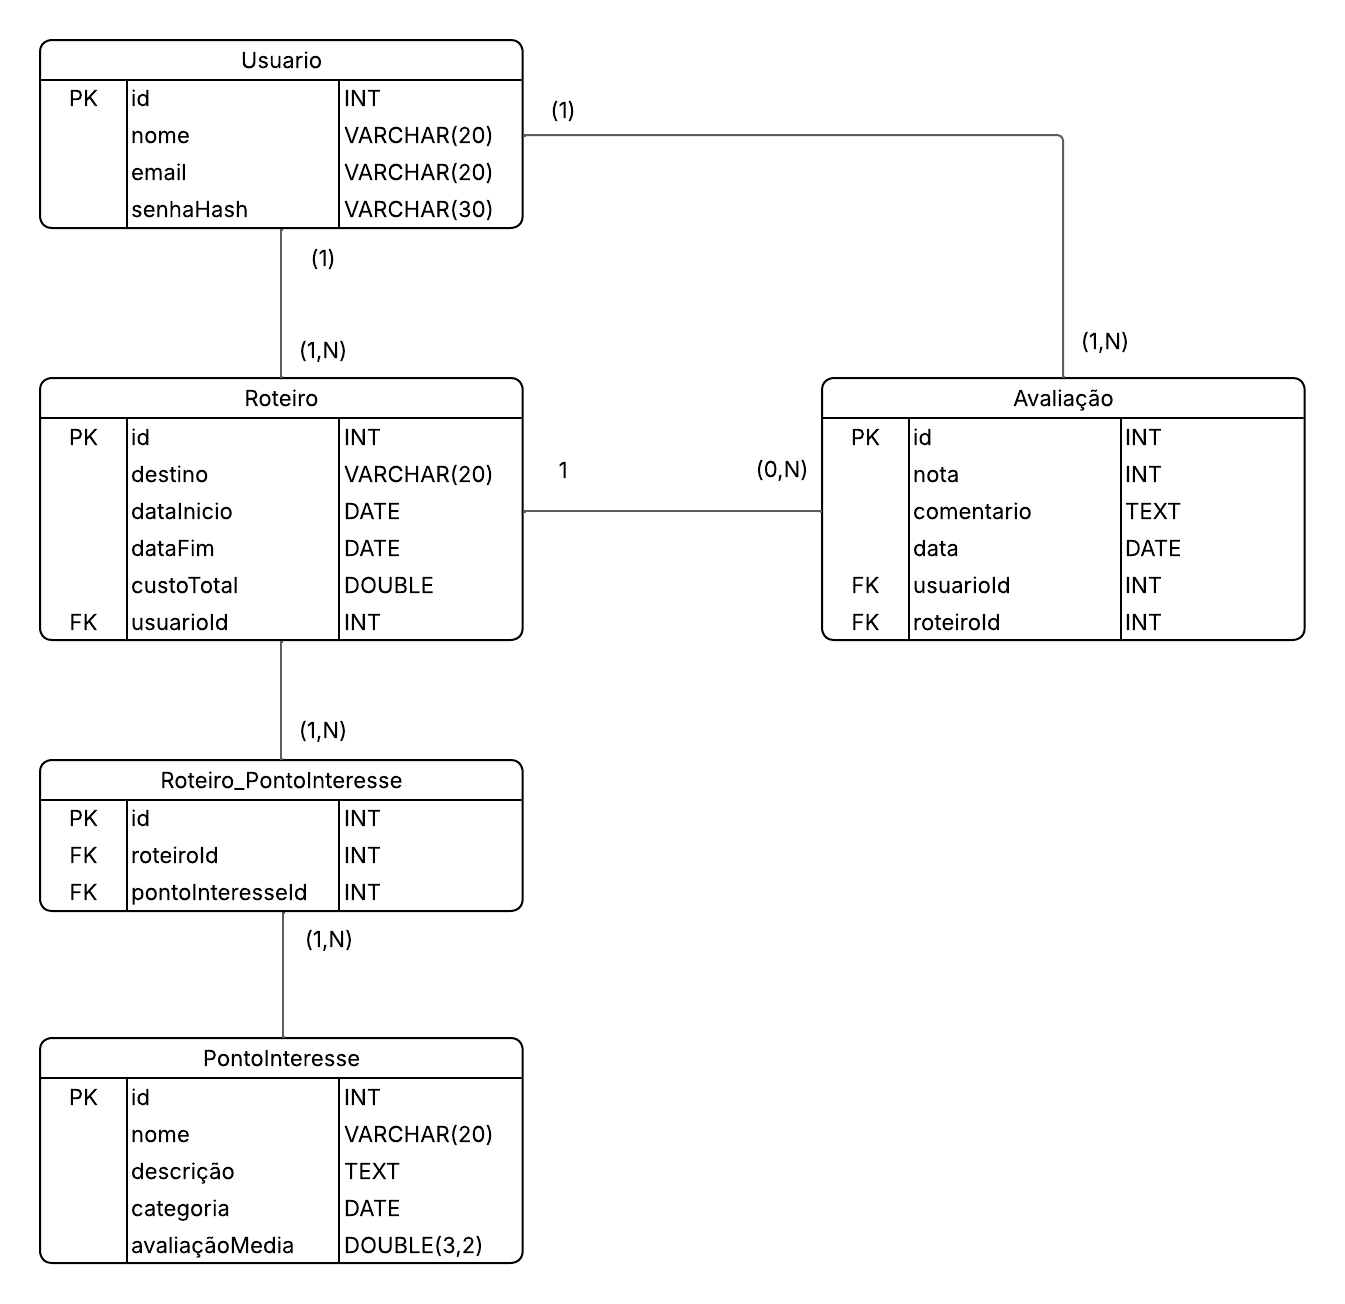 Usuario
PK id INT
nome VARCHAR(20)
email VARCHAR(20)
senhaHash VARCHAR(30)
(1)
(1)
(1,N)
(1,N)
Roteiro
PK id INT
destino VARCHAR(20)
dataInicio DATE
dataFim DATE
custoTotal DOUBLE
FK usuarioId INT
1
(0,N)
Avaliação
PK id INT
nota INT
comentario TEXT
data DATE
FK usuarioId INT
FK roteiroId INT
(1,N)
Roteiro_PontoInteresse
PK id INT
FK roteiroId INT
FK pontoInteresseId INT
(1,N)
PontoInteresse
PK id INT
nome VARCHAR(20)
descrição TEXT
categoria DATE
avaliaçãoMedia DOUBLE(3,2)